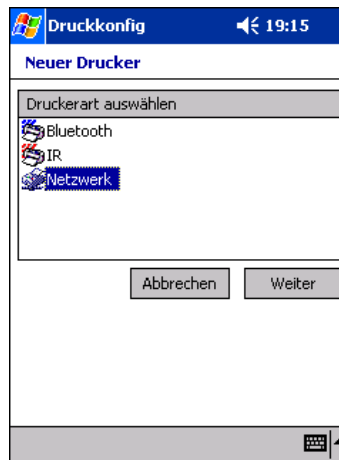 Druckkonfig 19:15
Neuer Drucker
Druckerart auswählen
Bluetooth
IR
Netzwerk
Abbrechen Weiter